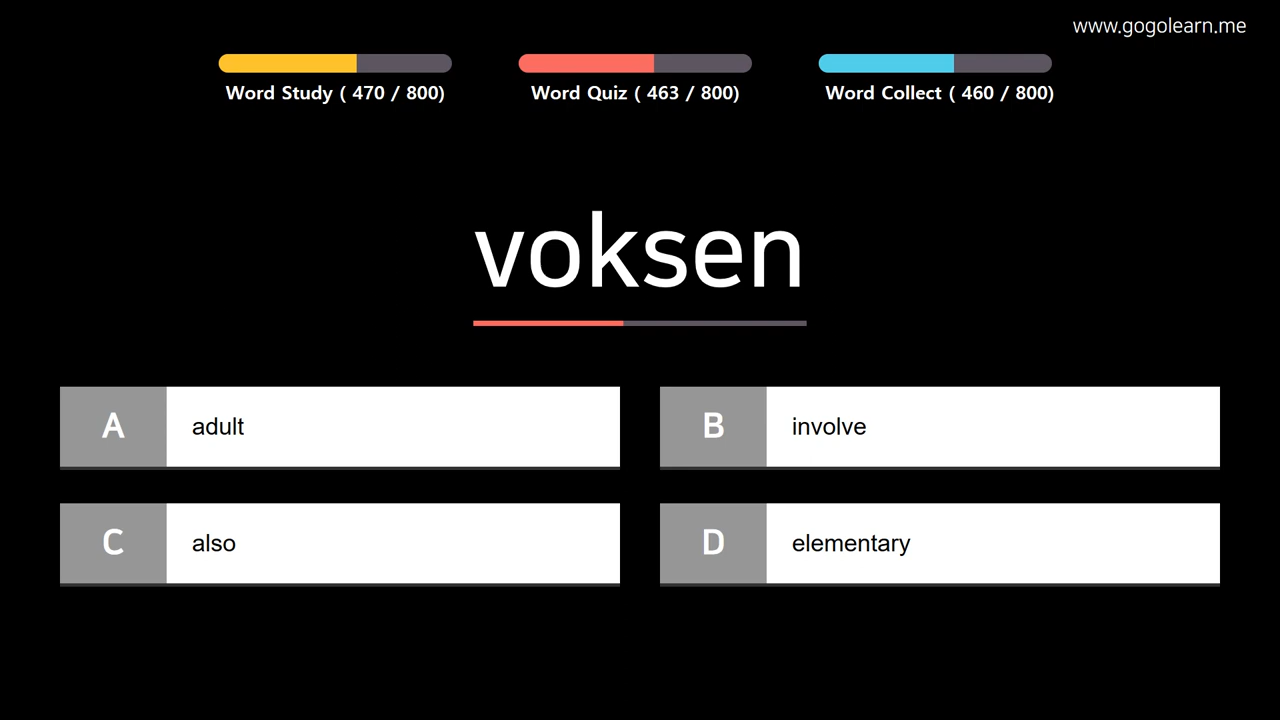 www.gogolearn.me
Word Study ( 470 / 800)
Word Quiz ( 463 / 800)
Word Collect ( 460 / 800)
voksen
A adult
B involve
C also
D elementary